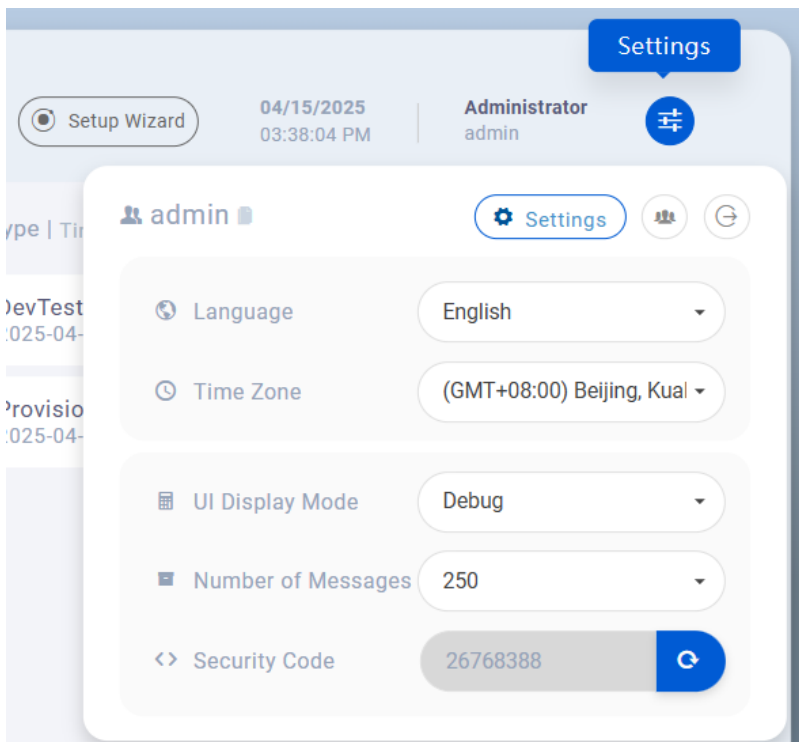 Settings
Setup Wizard
04/15/2025
03:38:04 PM
Administrator
admin
admin
Settings
ype | Tir
DevTest
2025-04-
Provisio
2025-04-
Language
English
Time Zone
(GMT+08:00) Beijing, Kual
UI Display Mode
Debug
Number of Messages
250
Security Code
26768388